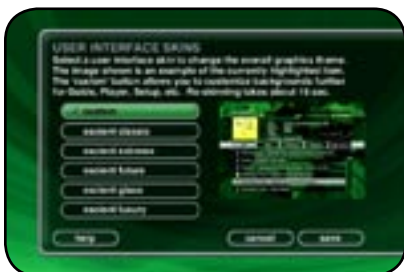 USER INTERFACE SKINS
Select a user interface skin to change the overall graphics theme.
The image shown is an example of the currently highlighted item.
The 'custom' button allows you to customize backgrounds further
for Guide, Player, Setup, etc. Re-skinning takes about 15 sec.
custom
escient classic
escient extreme
escient future
escient glass
escient luxury
help
cancel
save